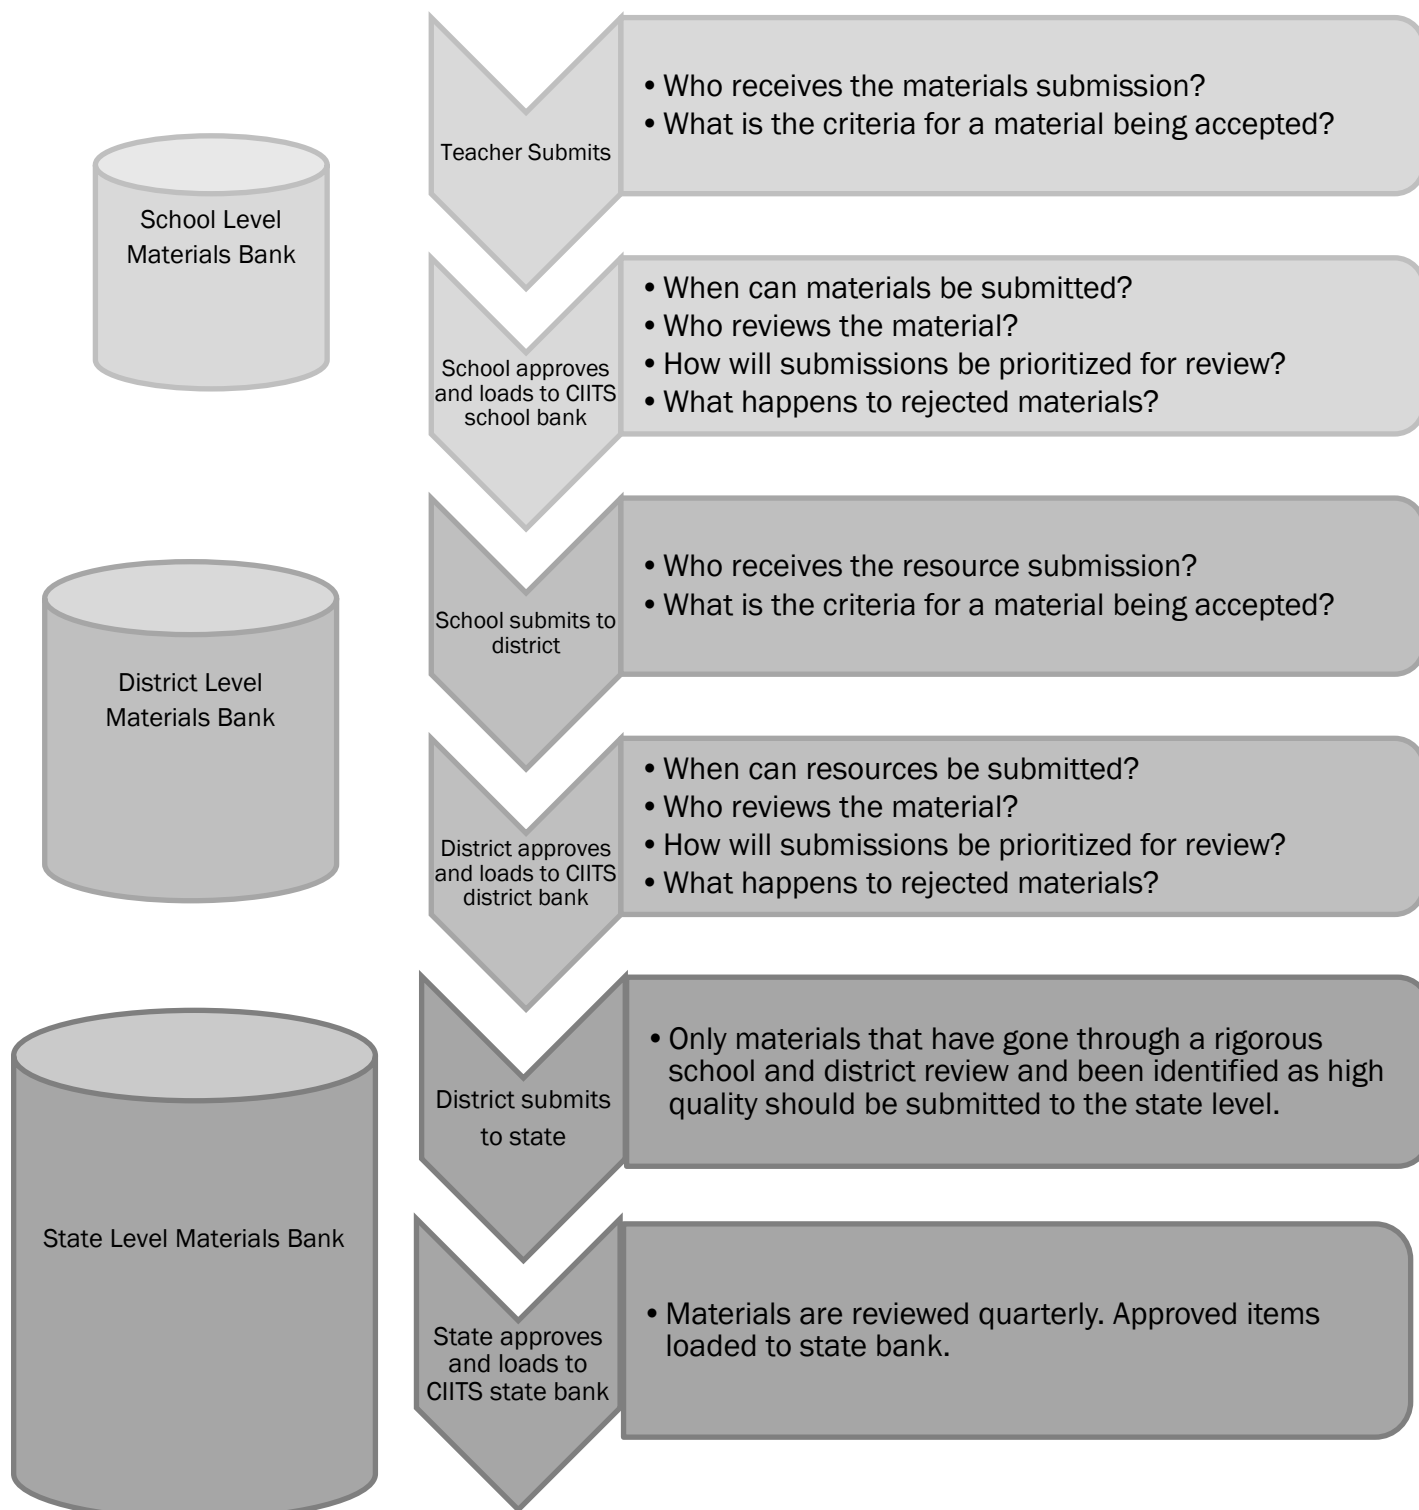 Teacher Submits
• Who receives the materials submission?
• What is the criteria for a material being accepted?
School Level
Materials Bank
School approves
and loads to CIITS
school bank
• When can materials be submitted?
• Who reviews the material?
• How will submissions be prioritized for review?
• What happens to rejected materials?
School submits to
district
• Who receives the resource submission?
• What is the criteria for a material being accepted?
District Level
Materials Bank
District approves
and loads to CIITS
district bank
• When can resources be submitted?
• Who reviews the material?
• How will submissions be prioritized for review?
• What happens to rejected materials?
District submits
to state
• Only materials that have gone through a rigorous
school and district review and been identified as high
quality should be submitted to the state level.
State Level Materials Bank
State approves
and loads to
CIITS state bank
• Materials are reviewed quarterly. Approved items
loaded to state bank.